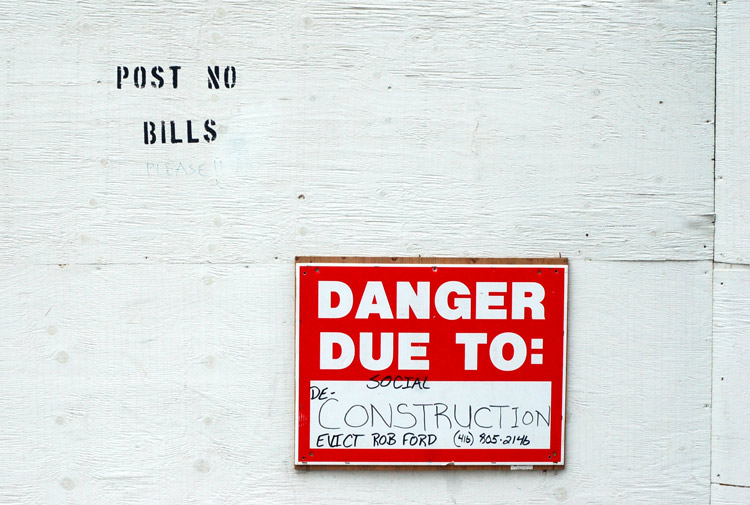 POST NO
BILLS
PLEASE!!
DANGER
DUE TO:
SOCIAL
DE-
CONSTRUCTION
EVICT ROB FORD (416) 805-2146